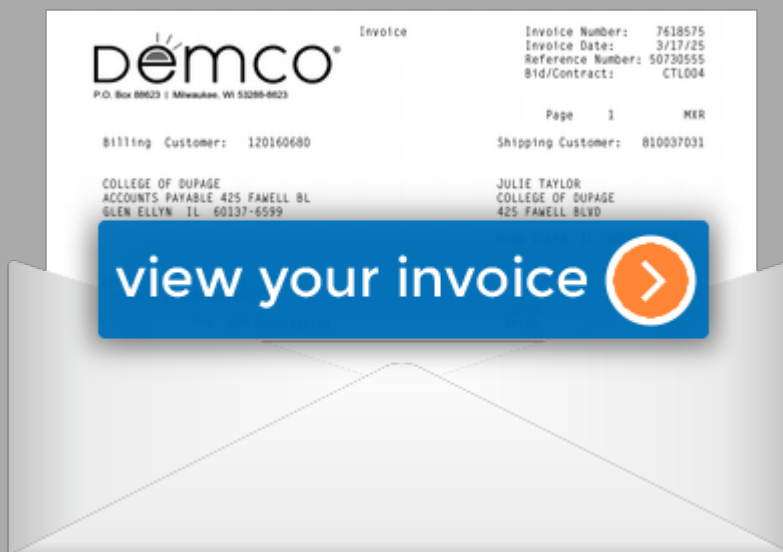 Invoice
Dēmco®
P.O. Box 88623 | Milwaukee, WI 53288-8623
Invoice Number: 7618575
Invoice Date: 3/17/25
Reference Number: 50730555
Bid/Contract: CTL004
Page 1 MKR
Billing Customer: 120160680
Shipping Customer: 810037031
COLLEGE OF DUPAGE
ACCOUNTS PAYABLE 425 FAWELL BL
GLEN ELLYN IL 60137-6599
JULIE TAYLOR
COLLEGE OF DUPAGE
425 FAWELL BLVD
view your invoice